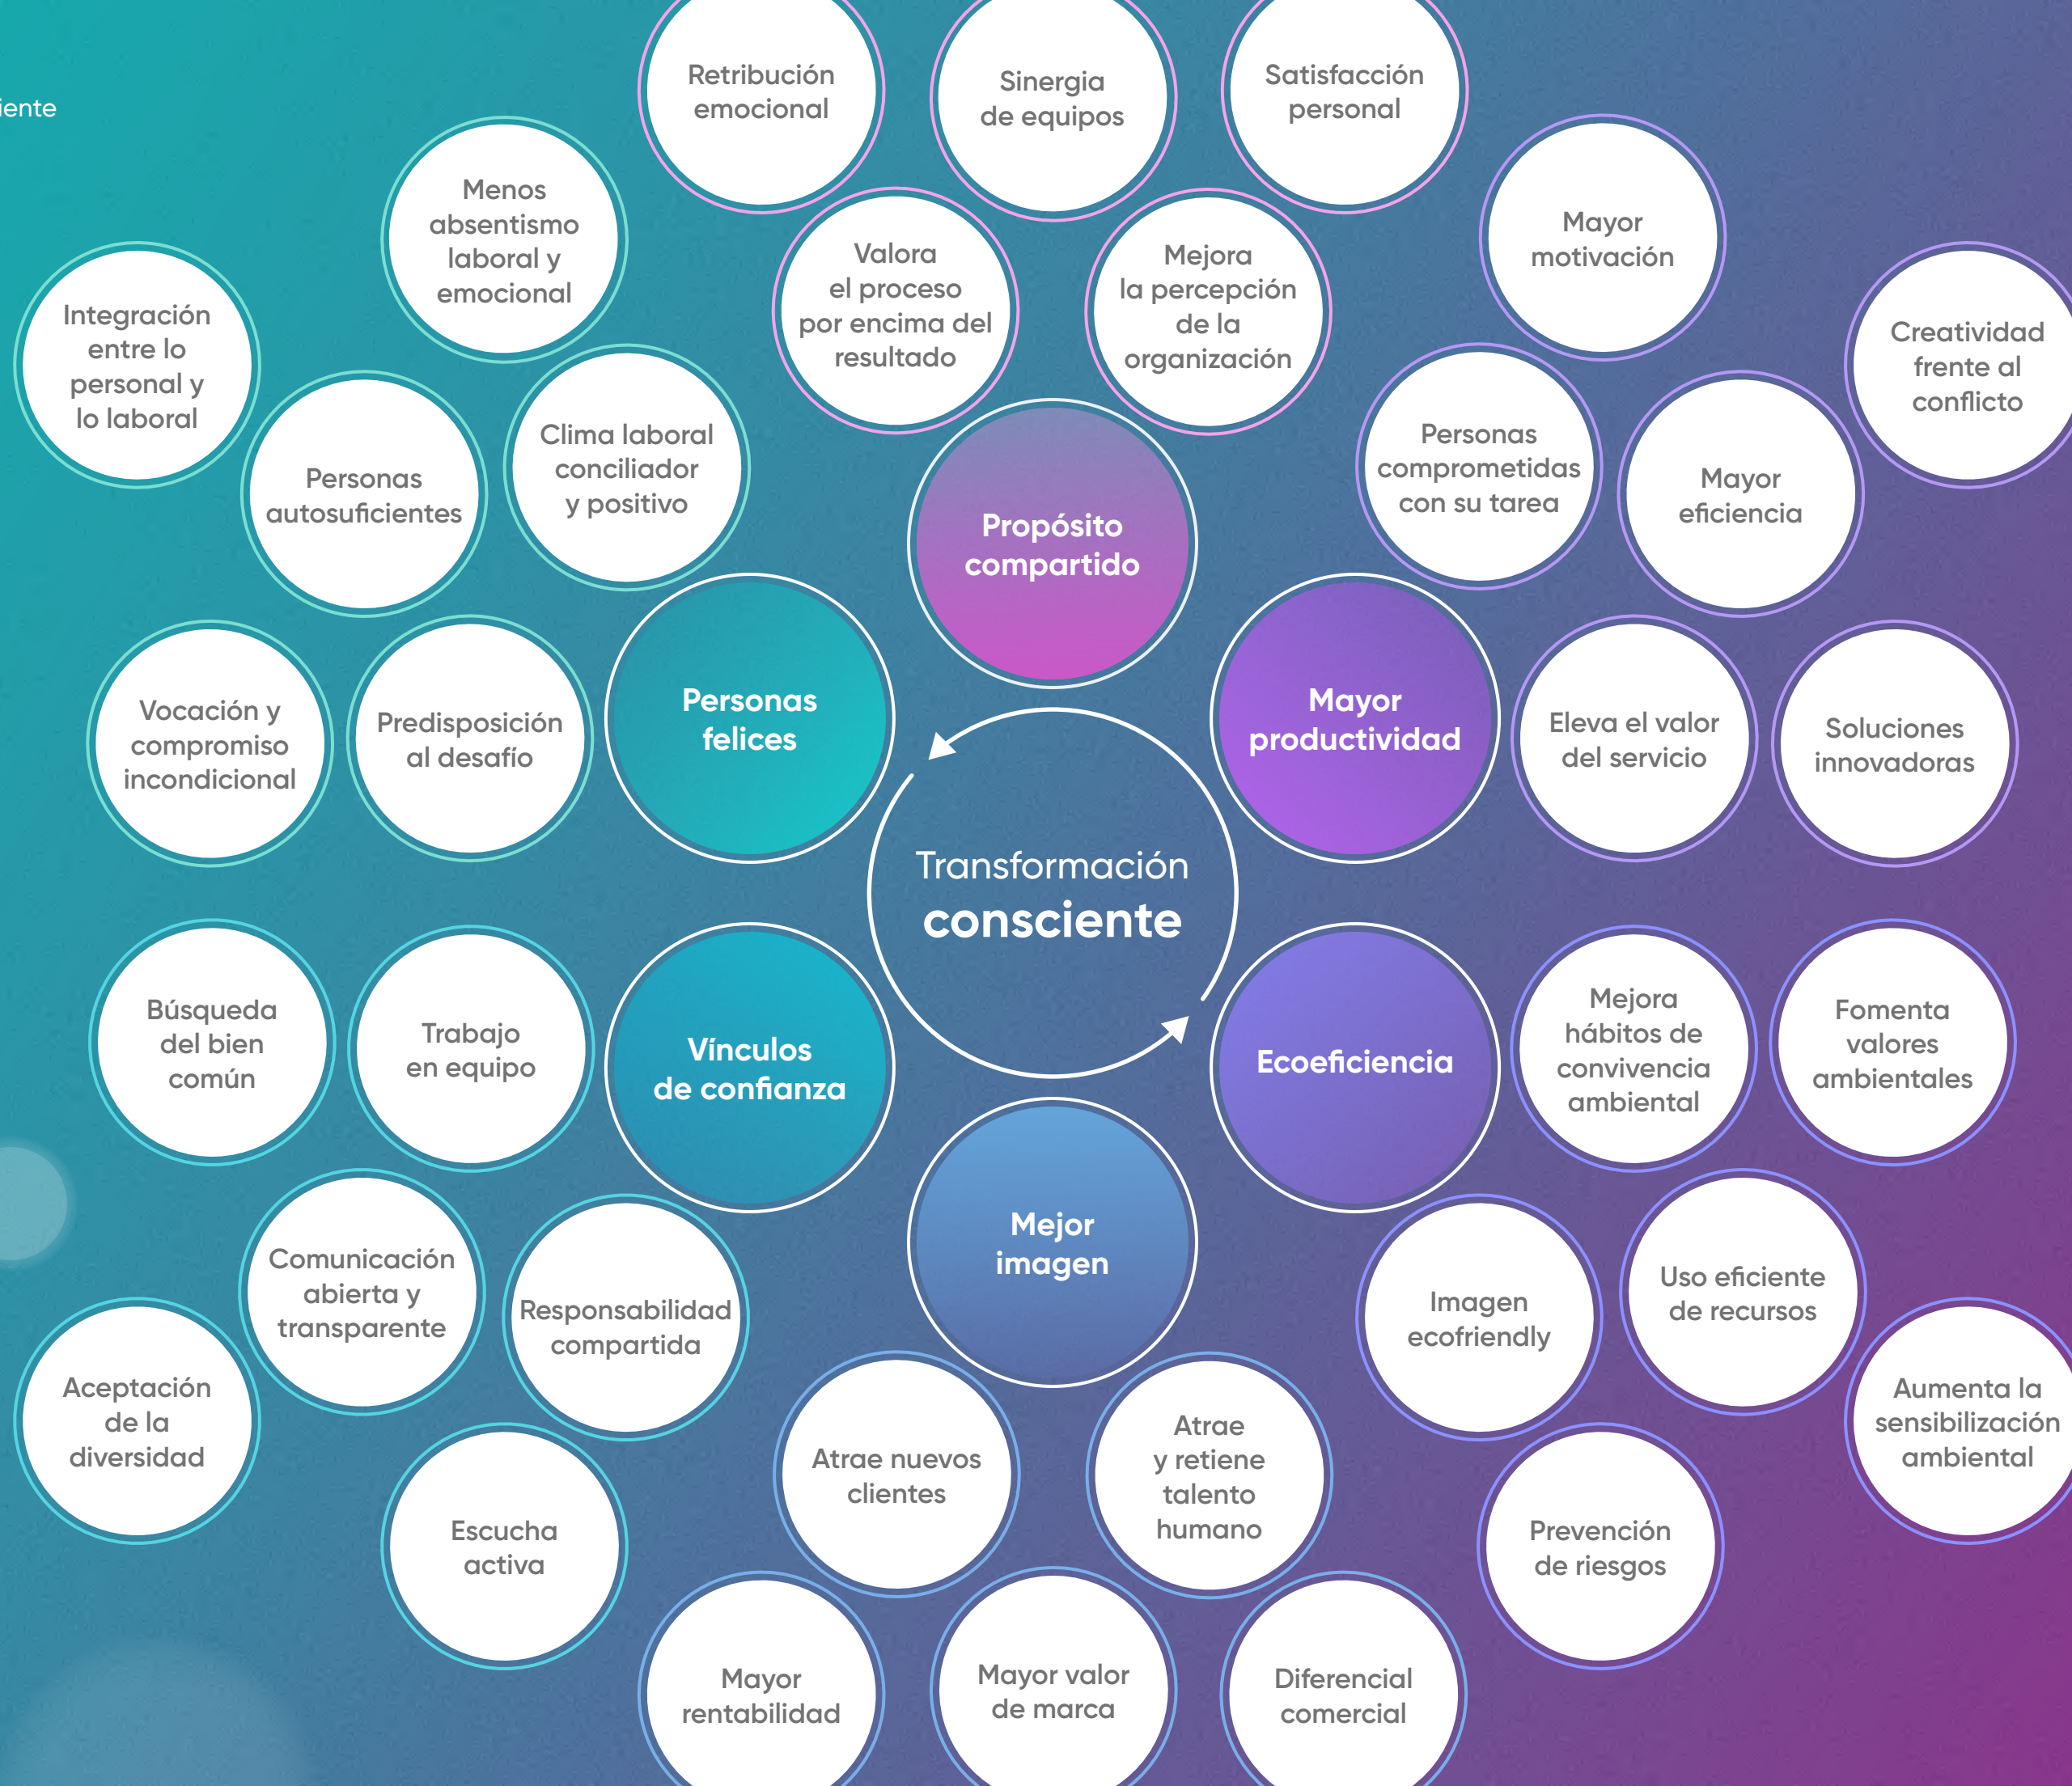 iente
Retribución
emocional
Sinergia
de equipos
Satisfacción
personal
Menos
absentismo
laboral y
emocional
Valora
el proceso
por encima del
resultado
Mejora
la percepción
de la
organización
Mayor
motivación
Integración
entre lo
personal y
lo laboral
Creatividad
frente al
conflicto
Personas
autosuficientes
Clima laboral
conciliador
y positivo
Propósito
compartido
Personas
comprometidas
con su tarea
Mayor
eficiencia
Vocación y
compromiso
incondicional
Predisposición
al desafío
Personas
felices
Mayor
productividad
Eleva el valor
del servicio
Soluciones
innovadoras
Transformación
consciente
Búsqueda
del bien
común
Trabajo
en equipo
Vínculos
de confianza
Ecoeficiencia
Mejora
hábitos de
convivencia
ambiental
Fomenta
valores
ambientales
Mejor
imagen
Comunicación
abierta y
transparente
Responsabilidad
compartida
Imagen
ecofriendly
Uso eficiente
de recursos
Aceptación
de la
diversidad
Aumenta la
sensibilización
ambiental
Escucha
activa
Atrae nuevos
clientes
Atrae
y retiene
talento
humano
Prevención
de riesgos
Mayor
rentabilidad
Mayor valor
de marca
Diferencial
comercial